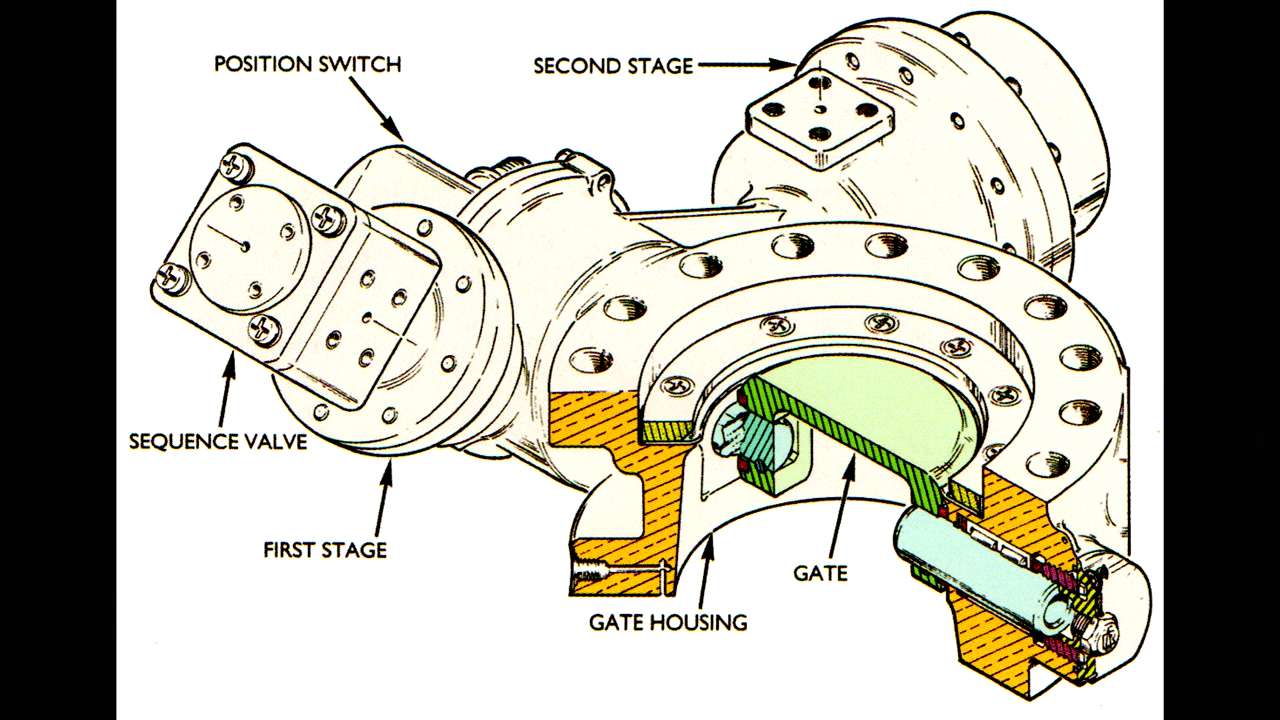 POSITION SWITCH
SECOND STAGE
SEQUENCE VALVE
FIRST STAGE
GATE
GATE HOUSING